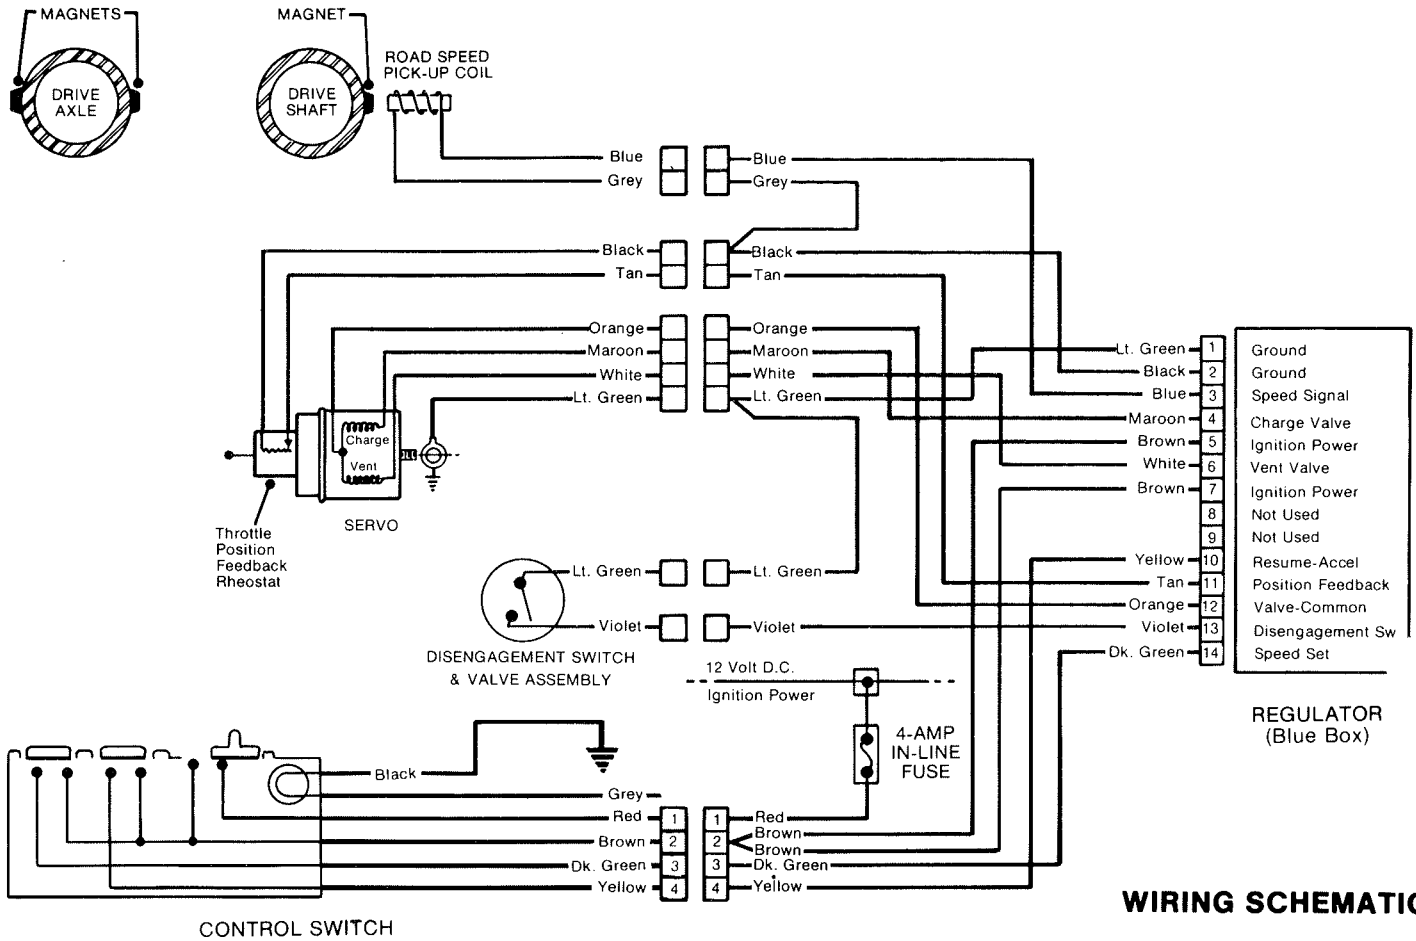 MAGNETS
MAGNET
ROAD SPEED
PICK-UP COIL
DRIVE
AXLE
DRIVE
SHAFT
Blue
Grey
Blue
Grey
Black
Tan
Black
Tan
Orange
Maroon
White
Lt. Green
Orange
Maroon
White
Lt. Green
Charge
Vent
SERVO
Throttle
Position
Feedback
Rheostat
Lt. Green
Violet
Lt. Green
Violet
DISENGAGEMENT SWITCH
& VALVE ASSEMBLY
12 Volt D.C.
Ignition Power
4-AMP
IN-LINE
FUSE
Lt. Green 1 Ground
Black 2 Ground
Blue 3 Speed Signal
Maroon 4 Charge Valve
Brown 5 Ignition Power
White 6 Vent Valve
Brown 7 Ignition Power
8 Not Used
9 Not Used
Yellow 10 Resume-Accel
Tan 11 Position Feedback
Orange 12 Valve-Common
Violet 13 Disengagement Sw
Dk. Green 14 Speed Set
REGULATOR
(Blue Box)
Black
Grey
Red 1
Brown 2
Dk. Green 3
Yellow 4
1 Red
2 Brown
Brown
3 Dk. Green
4 Yellow
CONTROL SWITCH
WIRING SCHEMATIC